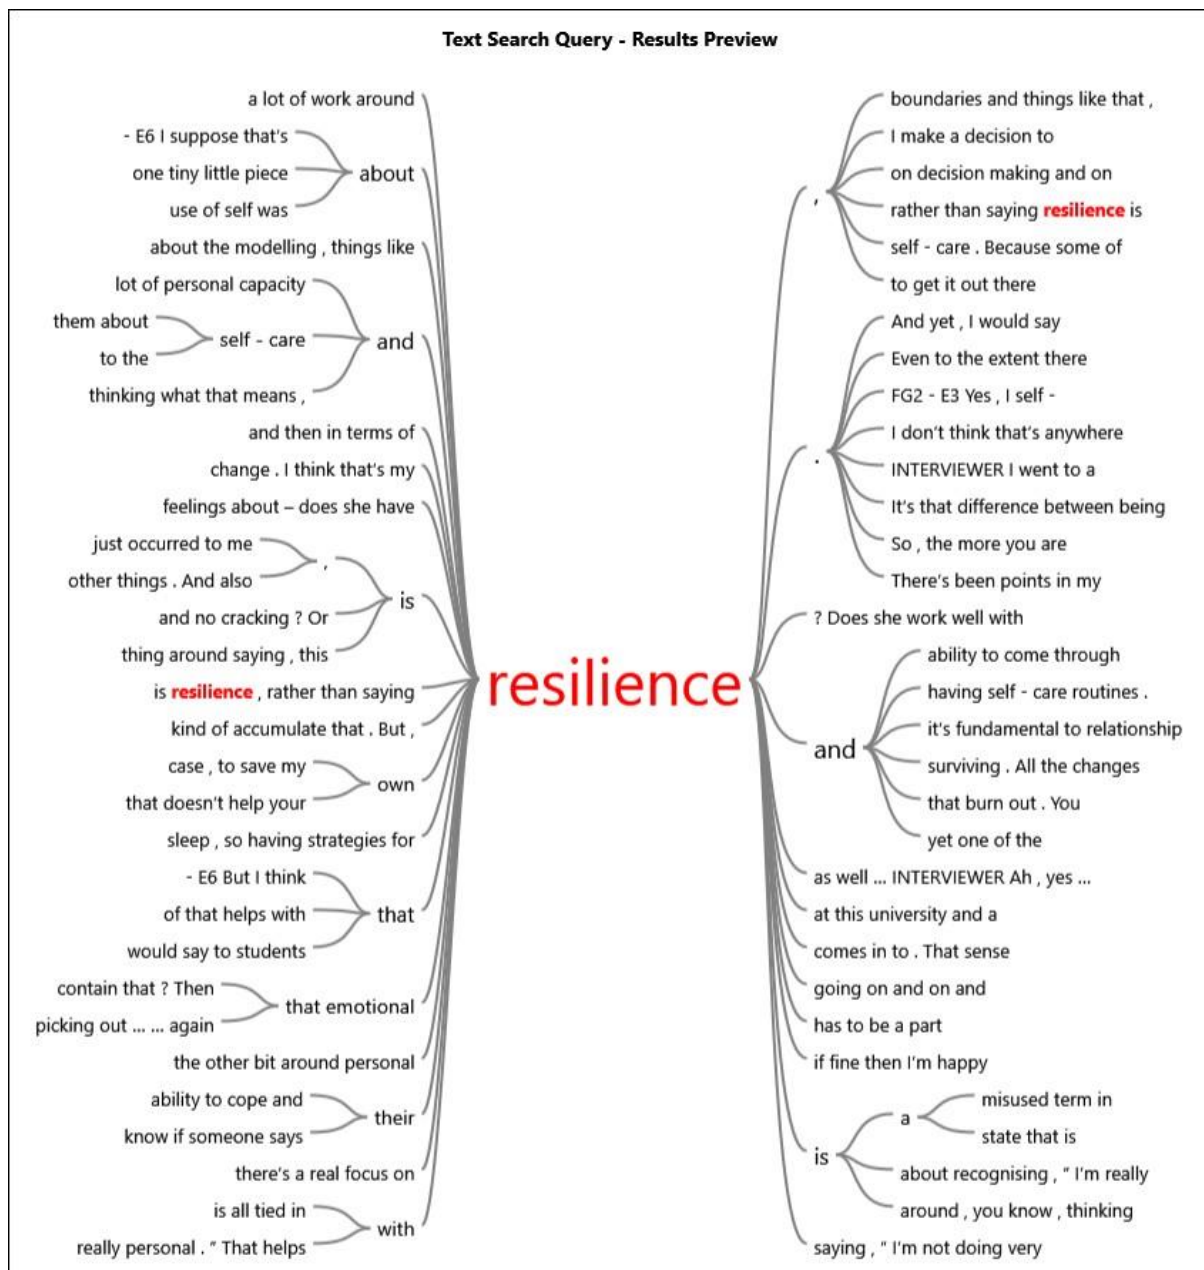 Text Search Query - Results Preview
a lot of work around
- E6 I suppose that's
one tiny little piece
about
use of self was
about the modelling , things like
lot of personal capacity
them about
self - care
and
to the
thinking what that means ,
and then in terms of
change . I think that's my
feelings about – does she have
just occurred to me
,
other things . And also
is
and no cracking ? Or
thing around saying , this
is resilience , rather than saying
kind of accumulate that . But ,
case , to save my
own
that doesn't help your
sleep , so having strategies for
- E6 But I think
of that helps with
that
would say to students
contain that ? Then
that emotional
picking out ... ... again
the other bit around personal
ability to cope and
their
know if someone says
there's a real focus on
is all tied in
with
really personal . " That helps
resilience
boundaries and things like that ,
I make a decision to
on decision making and on
,
rather than saying resilience is
self - care . Because some of
to get it out there
And yet , I would say
Even to the extent there
FG2 - E3 Yes , I self -
I don't think that's anywhere
.
INTERVIEWER I went to a
It's that difference between being
So , the more you are
There's been points in my
? Does she work well with
ability to come through
having self - care routines .
it's fundamental to relationship
and
surviving . All the changes
that burn out . You
yet one of the
as well ... INTERVIEWER Ah , yes ...
at this university and a
comes in to . That sense
going on and on and
has to be a part
if fine then I'm happy
misused term in
a
state that is
is
about recognising , " I'm really
around , you know , thinking
saying , " I'm not doing very